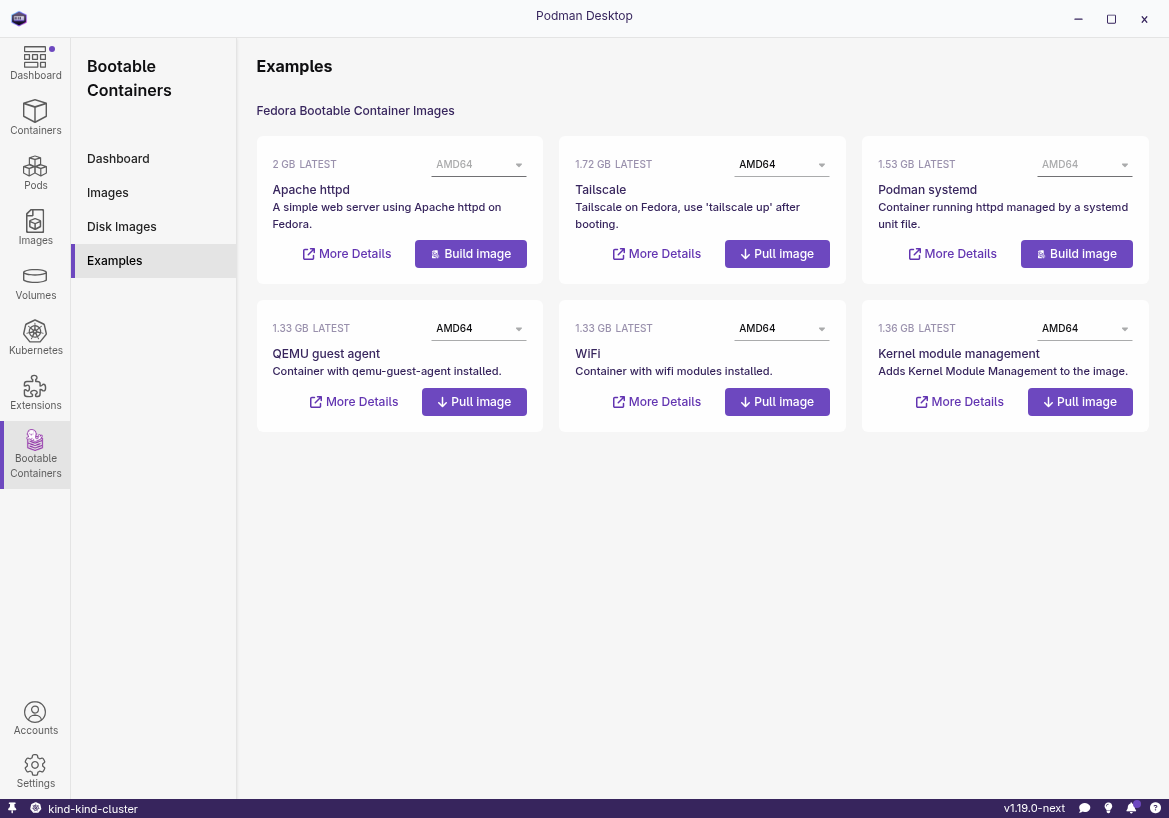 Podman Desktop
Dashboard
Containers
Pods
Images
Volumes
Kubernetes
Extensions
Bootable
Containers
Accounts
Settings
Bootable
Containers
Dashboard
Images
Disk Images
Examples
Examples
Fedora Bootable Container Images
2 GB LATEST AMD64
Apache httpd
A simple web server using Apache httpd on
Fedora.
More Details Build image
1.72 GB LATEST AMD64
Tailscale
Tailscale on Fedora, use 'tailscale up' after
booting.
More Details Pull image
1.53 GB LATEST AMD64
Podman systemd
Container running httpd managed by a systemd
unit file.
More Details Build image
1.33 GB LATEST AMD64
QEMU guest agent
Container with qemu-guest-agent installed.
More Details Pull image
1.33 GB LATEST AMD64
WiFi
Container with wifi modules installed.
More Details Pull image
1.36 GB LATEST AMD64
Kernel module management
Adds Kernel Module Management to the image.
More Details Pull image
kind-kind-cluster
v1.19.0-next